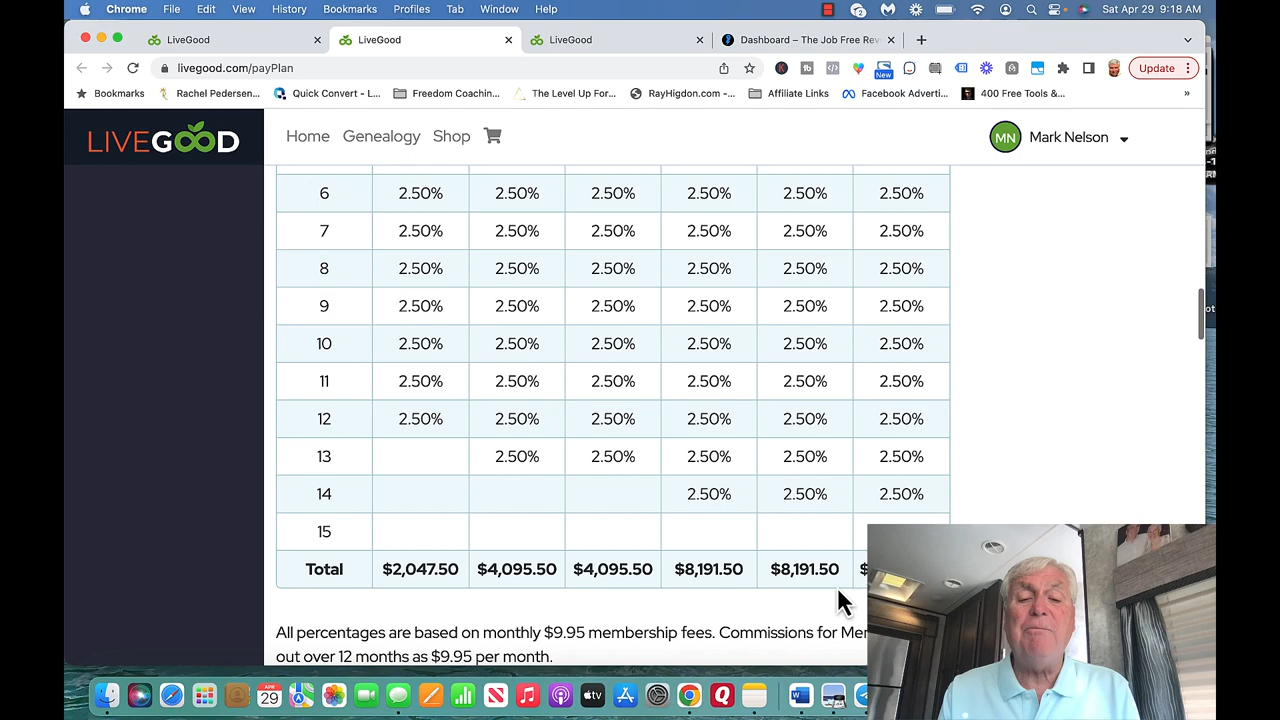 Chrome File Edit View History Bookmarks Profiles Tab Window Help 2 Sat Apr 29 9:18 AM
LiveGood × LiveGood × LiveGood × Dashboard – The Job Free Rev ×
livegood.com/payPlan New Update
Bookmarks Rachel Pedersen... Quick Convert - L... Freedom Coachin... The Level Up For... RayHigdon.com -... Affiliate Links Facebook Adverti... 400 Free Tools &... »
LIVEGOOD Home Genealogy Shop MN Mark Nelson
6 2.50% 2.50% 2.50% 2.50% 2.50% 2.50%
7 2.50% 2.50% 2.50% 2.50% 2.50% 2.50%
8 2.50% 2.50% 2.50% 2.50% 2.50% 2.50%
9 2.50% 2.50% 2.50% 2.50% 2.50% 2.50%
10 2.50% 2.50% 2.50% 2.50% 2.50% 2.50%
11 2.50% 2.50% 2.50% 2.50% 2.50% 2.50%
12 2.50% 2.50% 2.50% 2.50% 2.50% 2.50%
13 2.50% 2.50% 2.50% 2.50% 2.50%
14 2.50% 2.50% 2.50%
15
Total $2,047.50 $4,095.50 $4,095.50 $8,191.50 $8,191.50 $
All percentages are based on monthly $9.95 membership fees. Commissions for Mer
out over 12 months as $9.95 per month.
APR
29